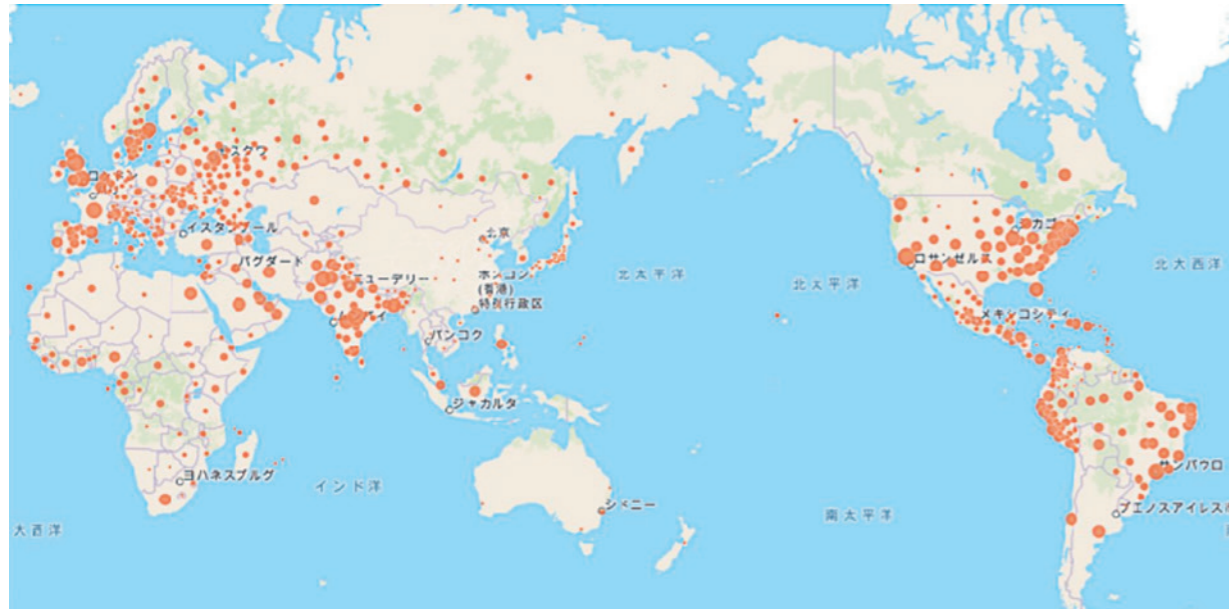 モスクワ
ロンドン
イスタンブール
バグダード
ニューデリー
ムンバイ
北京
ホンコン
(香港)
特別行政区
バンコク
ジャカルタ
ヨハネスブルグ
インド洋
大西洋
シドニー
北太平洋
北太平洋
南太平洋
シカゴ
ロサンゼルス
メキシコシティ
北大西洋
サンパウロ
ブエノスアイレス